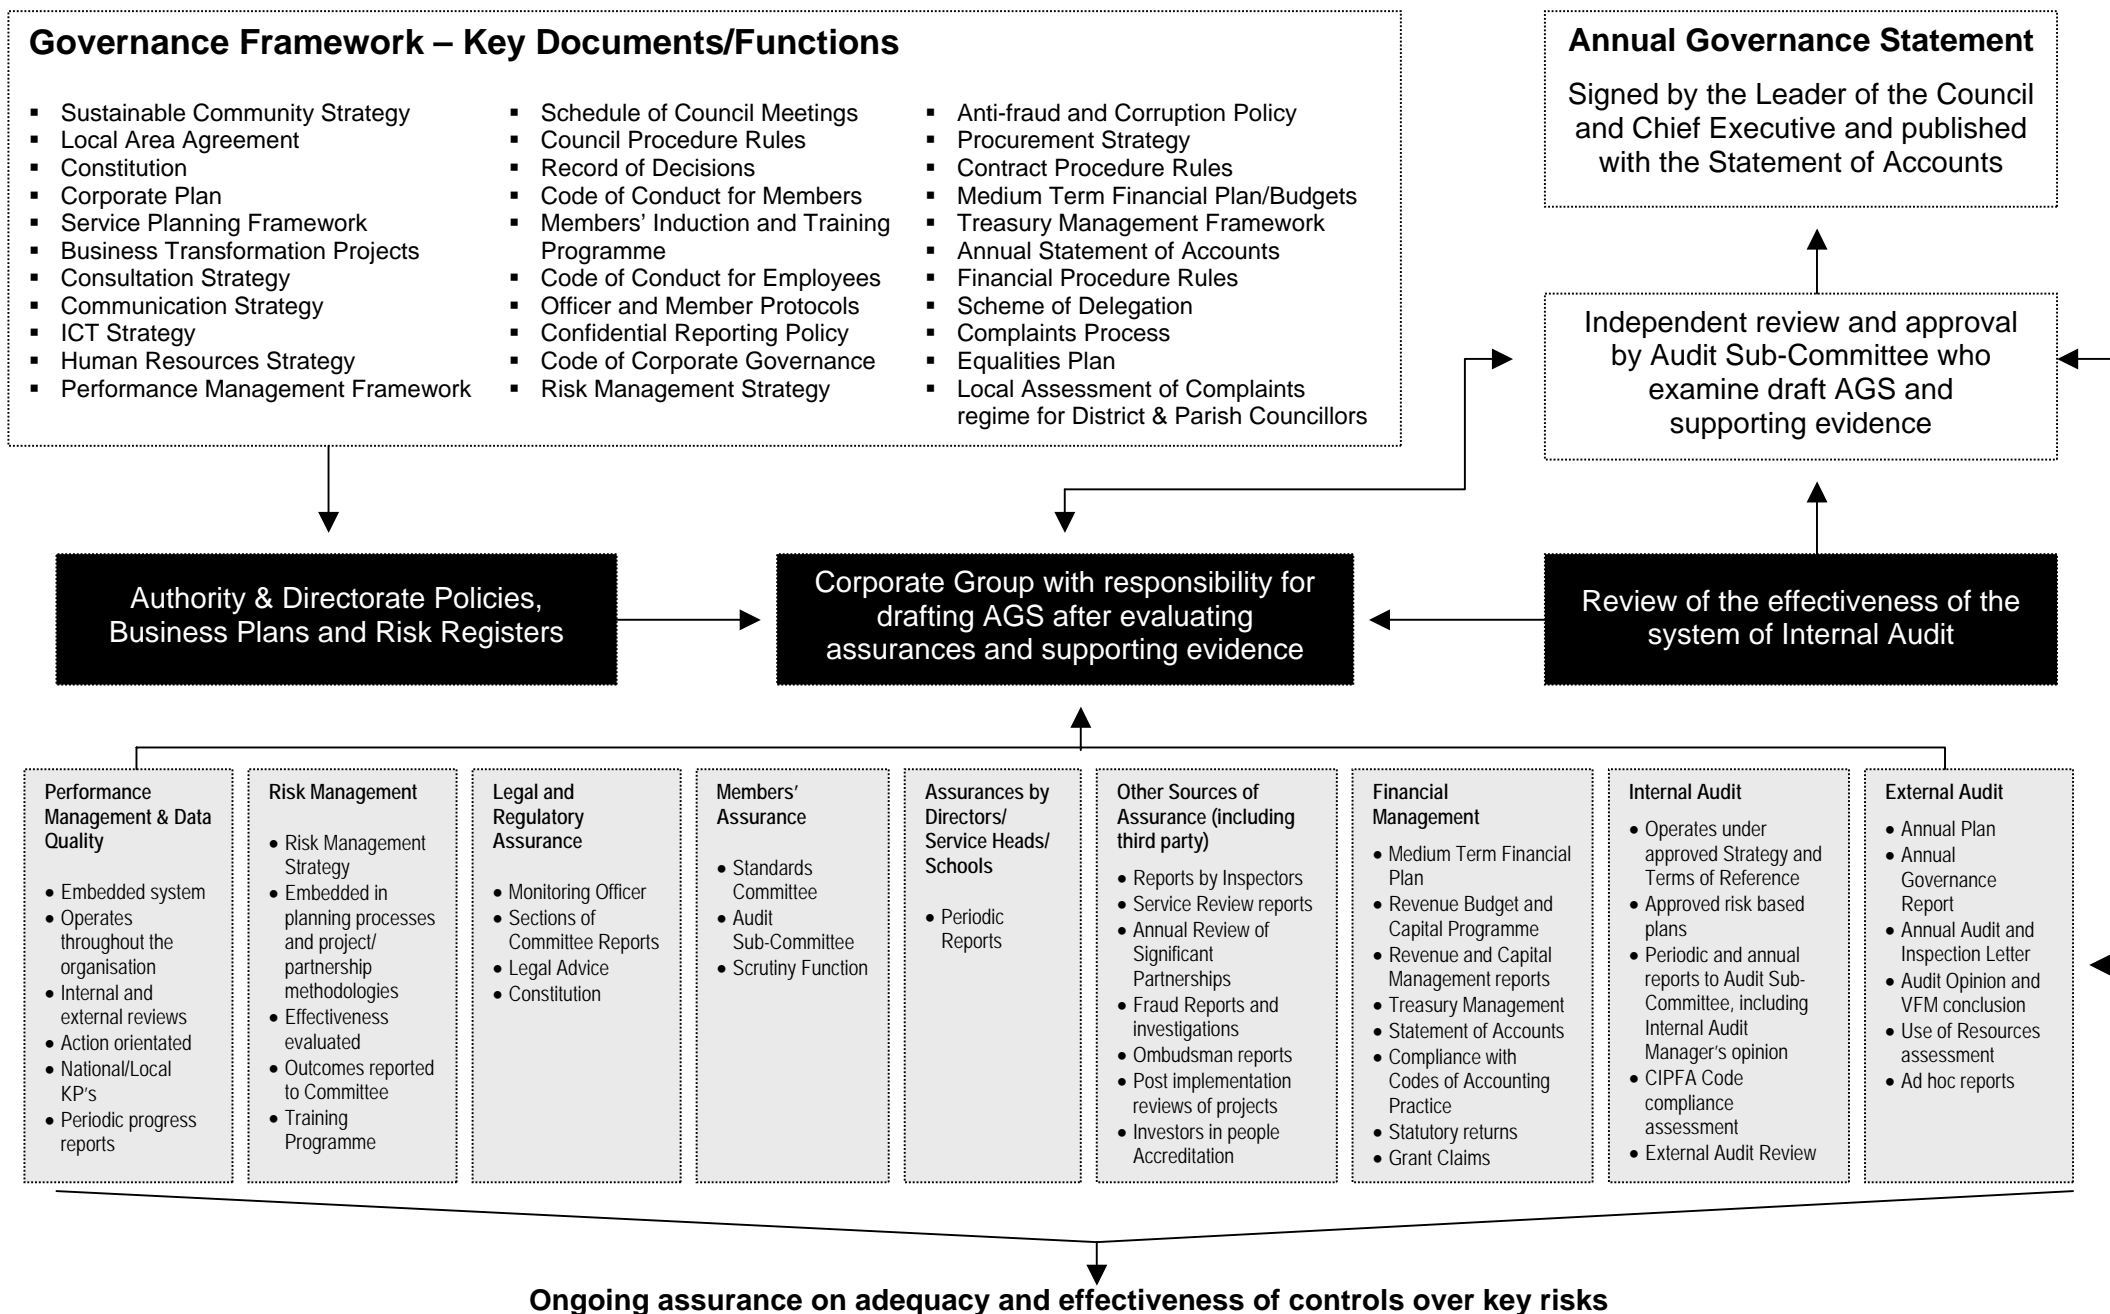 Governance Framework – Key Documents/Functions
▪ Sustainable Community Strategy
▪ Local Area Agreement
▪ Constitution
▪ Corporate Plan
▪ Service Planning Framework
▪ Business Transformation Projects
▪ Consultation Strategy
▪ Communication Strategy
▪ ICT Strategy
▪ Human Resources Strategy
▪ Performance Management Framework
▪ Schedule of Council Meetings
▪ Council Procedure Rules
▪ Record of Decisions
▪ Code of Conduct for Members
▪ Members’ Induction and Training
Programme
▪ Code of Conduct for Employees
▪ Officer and Member Protocols
▪ Confidential Reporting Policy
▪ Code of Corporate Governance
▪ Risk Management Strategy
▪ Anti-fraud and Corruption Policy
▪ Procurement Strategy
▪ Contract Procedure Rules
▪ Medium Term Financial Plan/Budgets
▪ Treasury Management Framework
▪ Annual Statement of Accounts
▪ Financial Procedure Rules
▪ Scheme of Delegation
▪ Complaints Process
▪ Equalities Plan
▪ Local Assessment of Complaints
regime for District & Parish Councillors
Annual Governance Statement
Signed by the Leader of the Council
and Chief Executive and published
with the Statement of Accounts
Independent review and approval
by Audit Sub-Committee who
examine draft AGS and
supporting evidence
Authority & Directorate Policies,
Business Plans and Risk Registers
Corporate Group with responsibility for
drafting AGS after evaluating
assurances and supporting evidence
Review of the effectiveness of the
system of Internal Audit
Performance
Management & Data
Quality
• Embedded system
• Operates
throughout the
organisation
• Internal and
external reviews
• Action orientated
• National/Local
KP’s
• Periodic progress
reports
Risk Management
• Risk Management
Strategy
• Embedded in
planning processes
and project/
partnership
methodologies
• Effectiveness
evaluated
• Outcomes reported
to Committee
• Training
Programme
Legal and
Regulatory
Assurance
• Monitoring Officer
• Sections of
Committee Reports
• Legal Advice
• Constitution
Members’
Assurance
• Standards
Committee
• Audit
Sub-Committee
• Scrutiny Function
Assurances by
Directors/
Service Heads/
Schools
• Periodic
Reports
Other Sources of
Assurance (including
third party)
• Reports by Inspectors
• Service Review reports
• Annual Review of
Significant
Partnerships
• Fraud Reports and
investigations
• Ombudsman reports
• Post implementation
reviews of projects
• Investors in people
Accreditation
Financial
Management
• Medium Term Financial
Plan
• Revenue Budget and
Capital Programme
• Revenue and Capital
Management reports
• Treasury Management
• Statement of Accounts
• Compliance with
Codes of Accounting
Practice
• Statutory returns
• Grant Claims
Internal Audit
• Operates under
approved Strategy and
Terms of Reference
• Approved risk based
plans
• Periodic and annual
reports to Audit Sub-
Committee, including
Internal Audit
Manager’s opinion
• CIPFA Code
compliance
assessment
• External Audit Review
External Audit
• Annual Plan
• Annual
Governance
Report
• Annual Audit and
Inspection Letter
• Audit Opinion and
VFM conclusion
• Use of Resources
assessment
• Ad hoc reports
Ongoing assurance on adequacy and effectiveness of controls over key risks